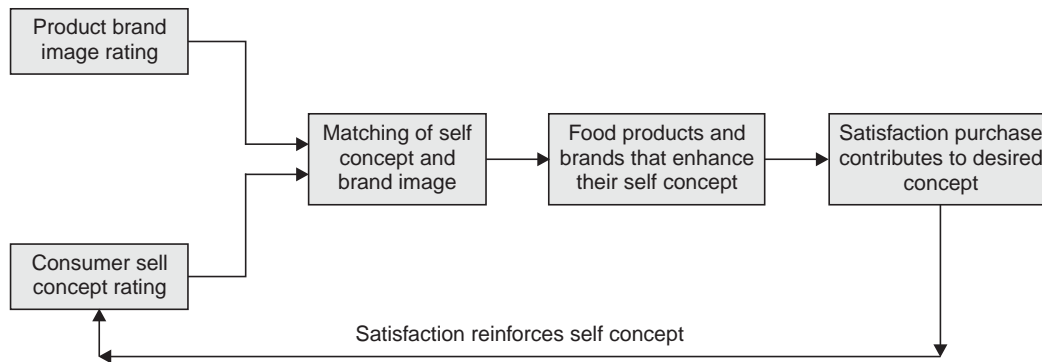 Product brand
image rating
Matching of self
concept and
brand image
Food products and
brands that enhance
their self concept
Satisfaction purchase
contributes to desired
concept
Consumer sell
concept rating
Satisfaction reinforces self concept